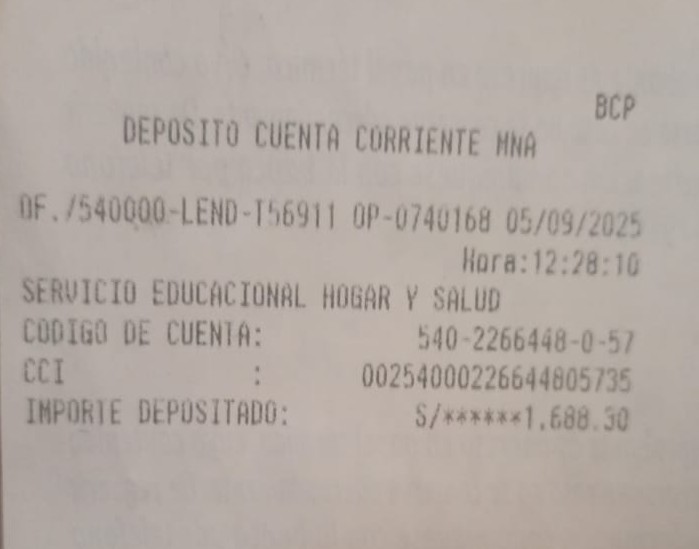 BCP
DEPOSITO CUENTA CORRIENTE MNA
OF./540000-LEND-T56911 OP-0740168 05/09/2025
Hora:12:28:10
SERVICIO EDUCACIONAL HOGAR Y SALUD
CODIGO DE CUENTA: 540-2266448-0-57
CCI : 00254000226644805735
IMPORTE DEPOSITADO: S/******1,688.30